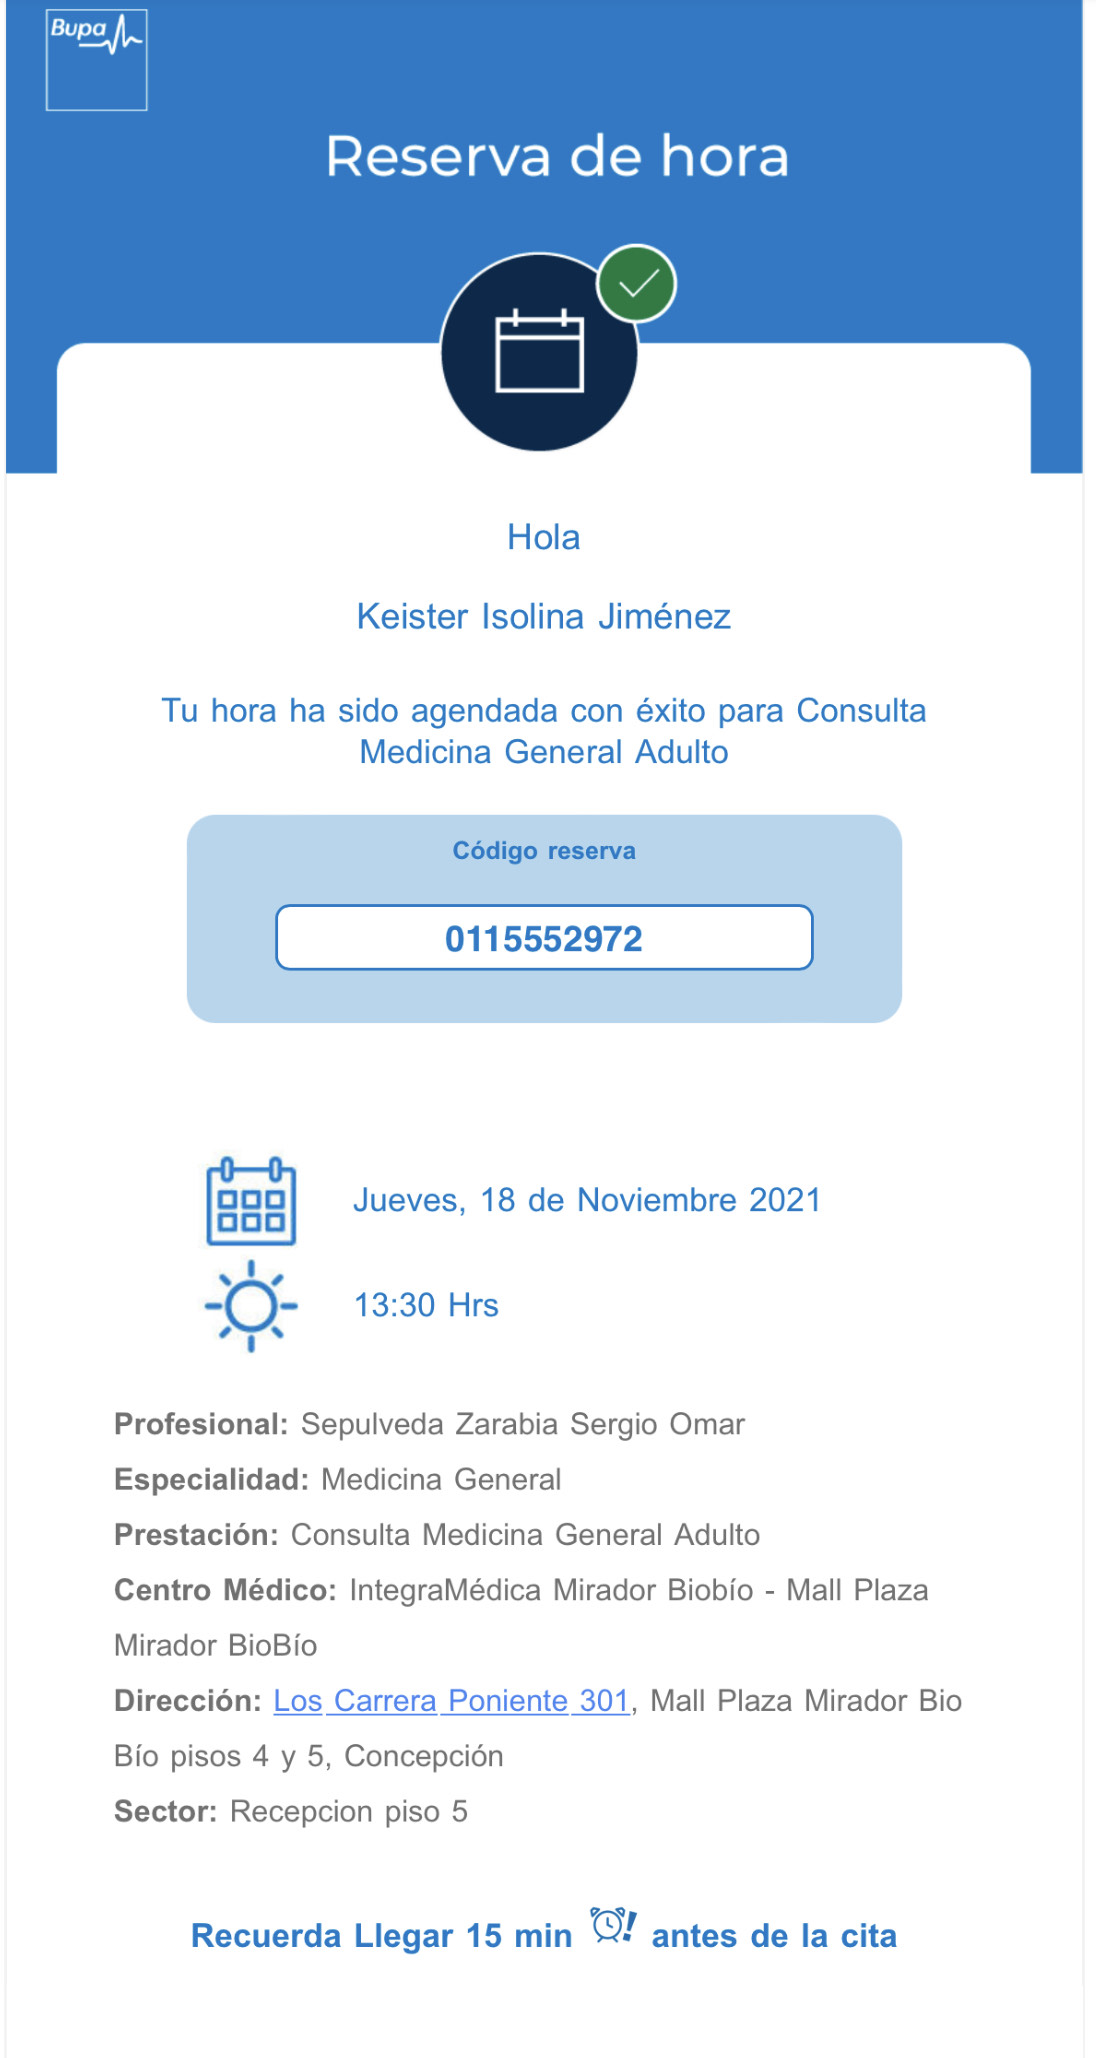 Bupa
Reserva de hora
Hola
Keister Isolina Jiménez
Tu hora ha sido agendada con éxito para Consulta
Medicina General Adulto
Código reserva
0115552972
Jueves, 18 de Noviembre 2021
13:30 Hrs
Profesional: Sepulveda Zarabia Sergio Omar
Especialidad: Medicina General
Prestación: Consulta Medicina General Adulto
Centro Médico: IntegraMédica Mirador Biobío - Mall Plaza
Mirador BioBío
Dirección: Los Carrera Poniente 301, Mall Plaza Mirador Bio
Bío pisos 4 y 5, Concepción
Sector: Recepcion piso 5
Recuerda Llegar 15 min ⏰! antes de la cita